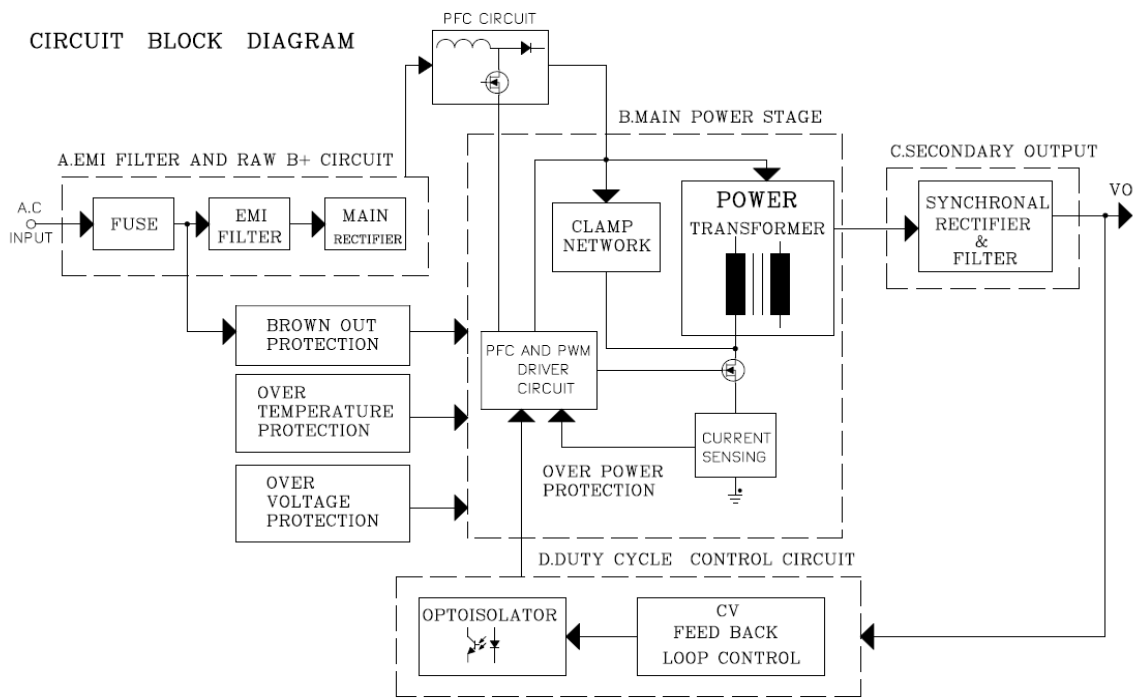 PFC CIRCUIT
CIRCUIT BLOCK DIAGRAM
B.MAIN POWER STAGE
A.EMI FILTER AND RAW B+ CIRCUIT
C.SECONDARY OUTPUT
A.C
INPUT
FUSE
EMI
FILTER
MAIN
RECTIFIER
CLAMP
NETWORK
POWER
TRANSFORMER
SYNCHRONAL
RECTIFIER
&
FILTER
VO
BROWN OUT
PROTECTION
PFC AND PWM
DRIVER
CIRCUIT
OVER
TEMPERATURE
PROTECTION
CURRENT
SENSING
OVER POWER
PROTECTION
OVER
VOLTAGE
PROTECTION
D.DUTY CYCLE CONTROL CIRCUIT
OPTOISOLATOR
CV
FEED BACK
LOOP CONTROL